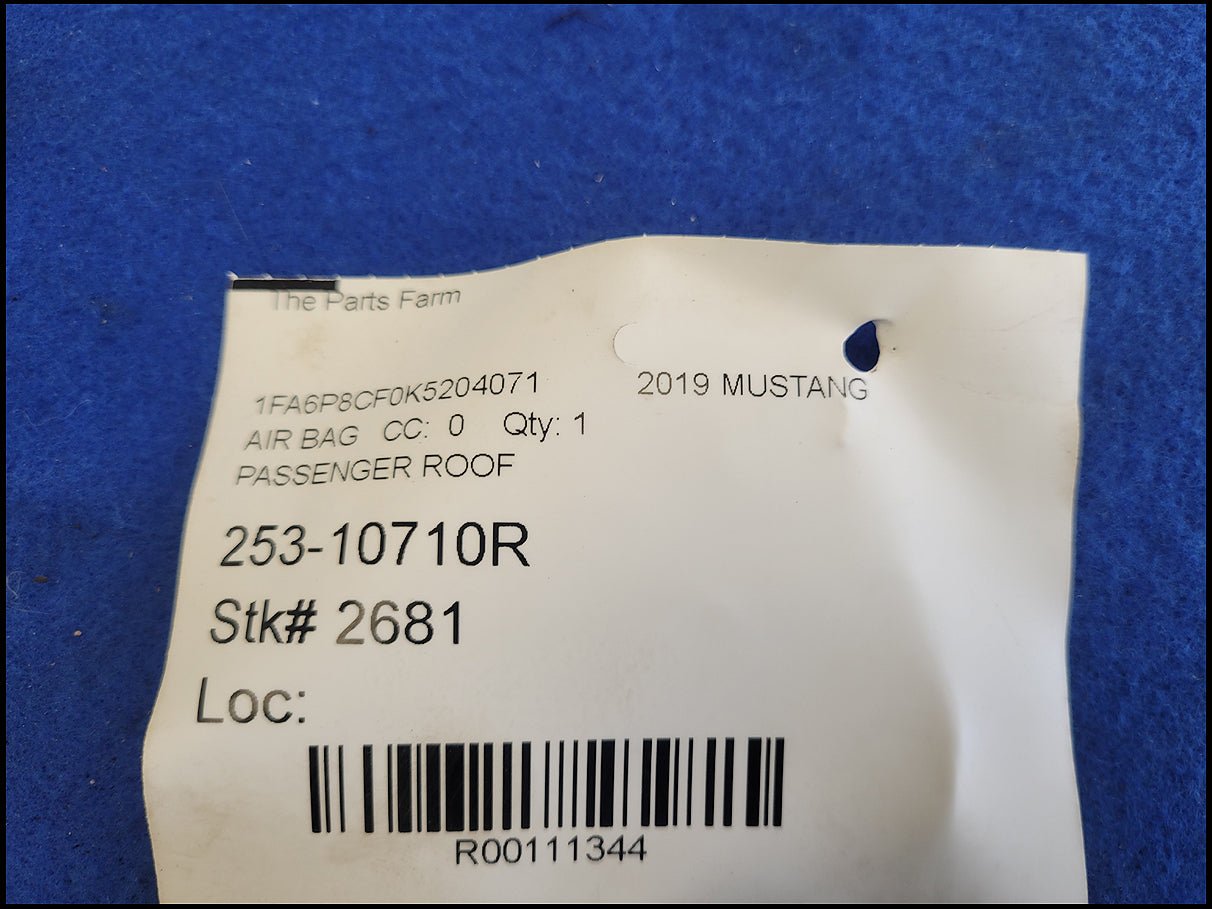 The Parts Farm
1FA6P8CF0K5204071 2019 MUSTANG
AIR BAG CC: 0 Qty: 1
PASSENGER ROOF
253-10710R
Stk# 2681
Loc:
R00111344